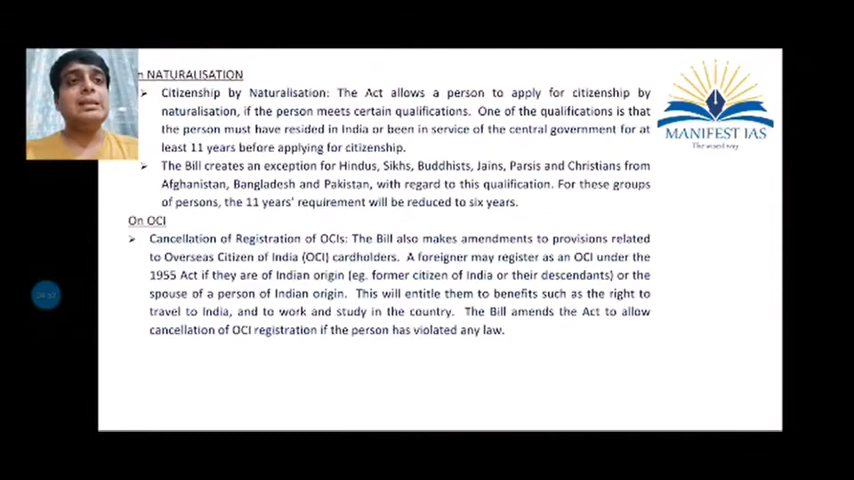 n NATURALISATION
Citizenship by Naturalisation: The Act allows a person to apply for citizenship by
naturalisation, if the person meets certain qualifications. One of the qualifications is that
the person must have resided in India or been in service of the central government for at
least 11 years before applying for citizenship.
The Bill creates an exception for Hindus, Sikhs, Buddhists, Jains, Parsis and Christians from
Afghanistan, Bangladesh and Pakistan, with regard to this qualification. For these groups
of persons, the 11 years' requirement will be reduced to six years.
On OCI
Cancellation of Registration of OCIs: The Bill also makes amendments to provisions related
to Overseas Citizen of India (OCI) cardholders. A foreigner may register as an OCI under the
1955 Act if they are of Indian origin (eg. former citizen of India or their descendants) or the
spouse of a person of Indian origin. This will entitle them to benefits such as the right to
travel to India, and to work and study in the country. The Bill amends the Act to allow
cancellation of OCI registration if the person has violated any law.
MANIFEST IAS